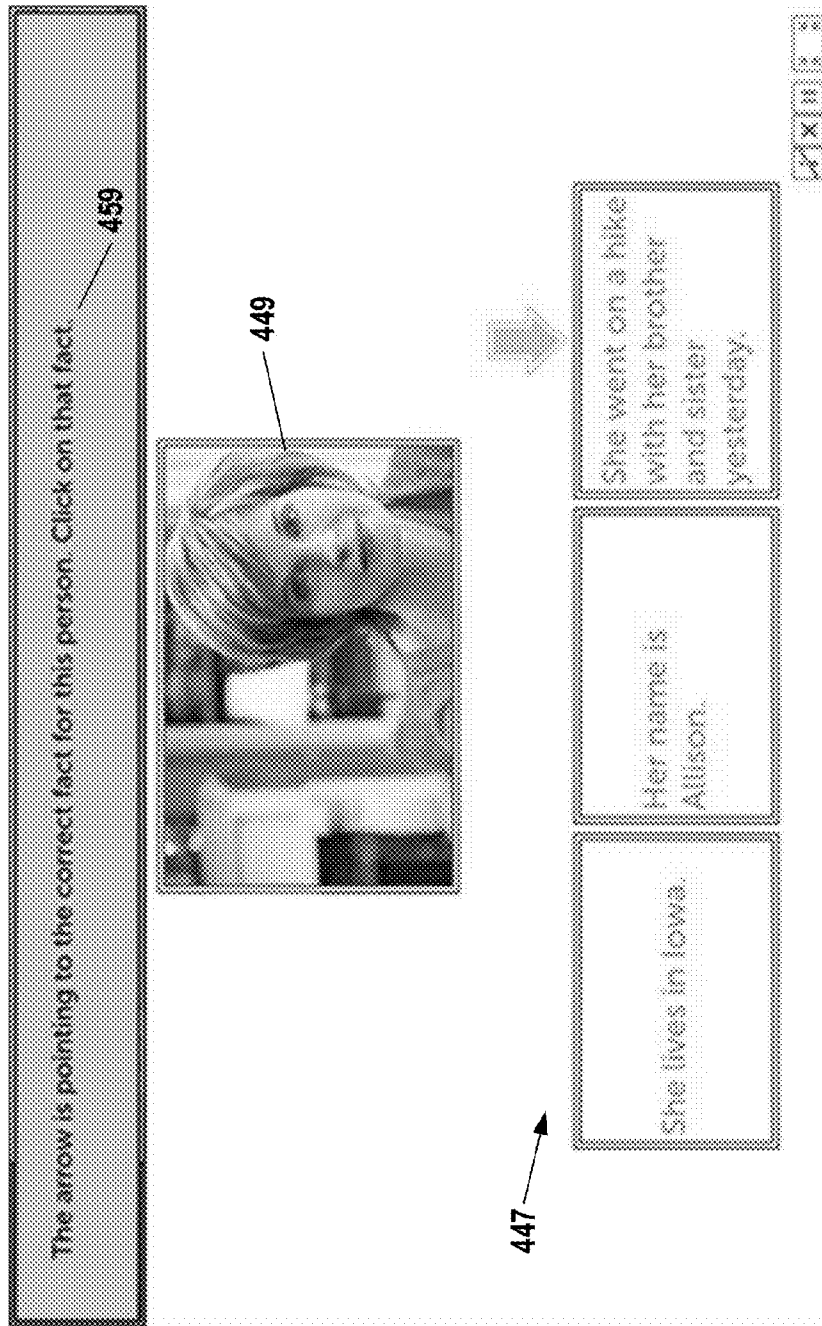 The arrow is pointing to the correct fact for this person. Click on that fact
459
449
447
She lives in Iowa.
Her name is
Allison.
She went on a hike
with her brother
and sister
yesterday.